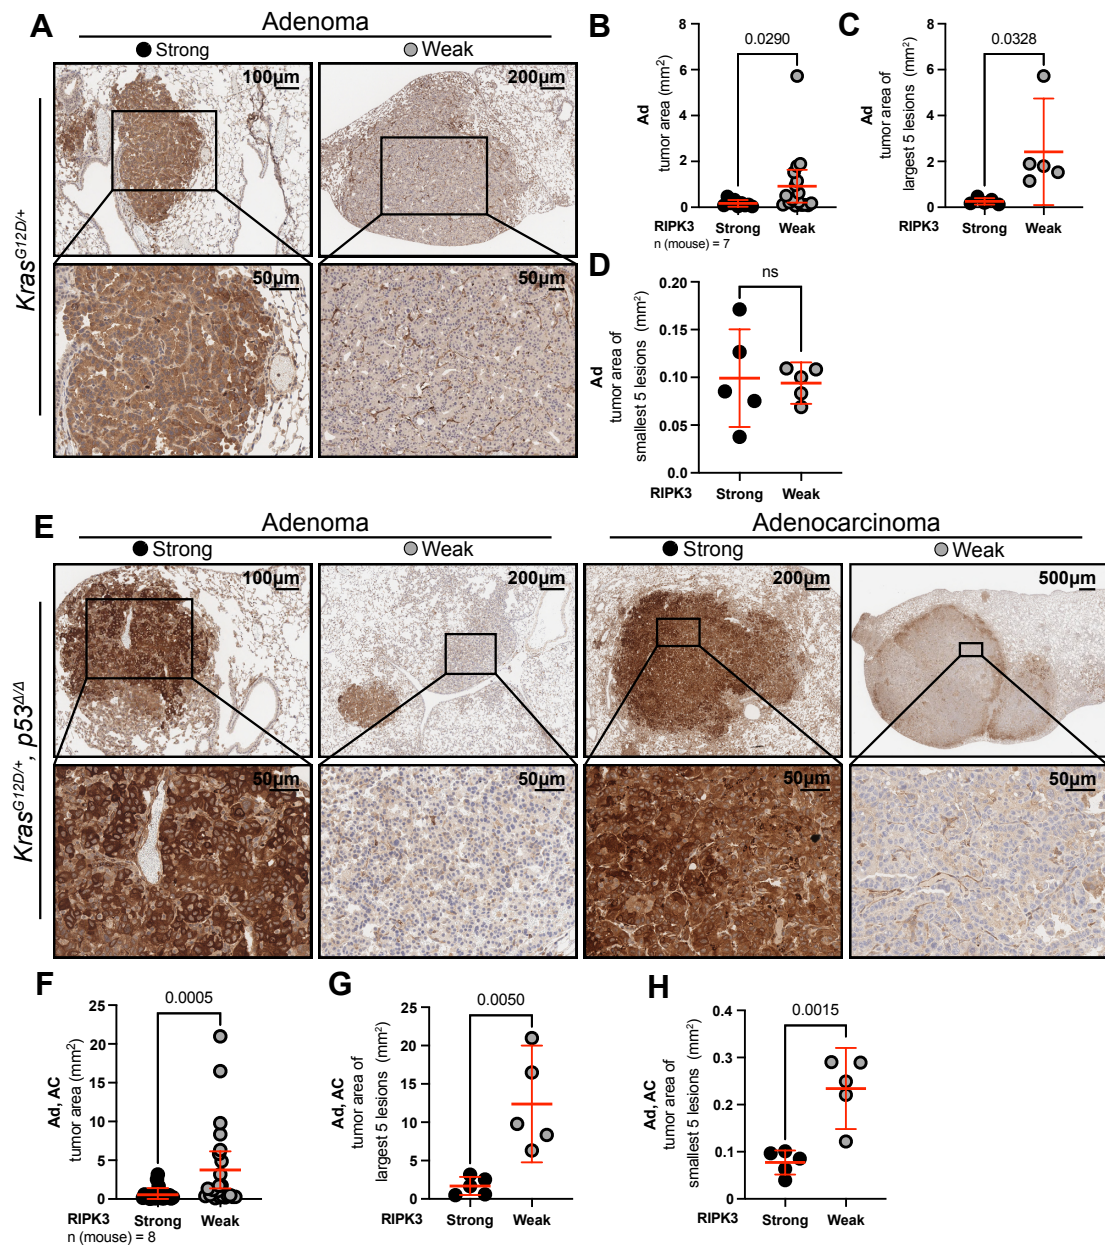 A
Adenoma
Strong
Weak
100µm
200µm
Kras^G12D/+
50µm
50µm
B
8
6
4
2
0
0.0290
Ad
tumor area (mm²)
RIPK3
Strong
Weak
n (mouse) = 7
C
8
6
4
2
0
0.0328
Ad
tumor area of
largest 5 lesions (mm²)
RIPK3
Strong
Weak
D
0.20
0.15
0.10
0.05
0.0
ns
Ad
tumor area of
smallest 5 lesions (mm²)
RIPK3
Strong
Weak
E
Adenoma
Adenocarcinoma
Strong
Weak
Strong
Weak
100µm
200µm
200µm
500µm
Kras^G12D/+, p53^Δ/Δ
50µm
50µm
50µm
50µm
F
25
20
15
10
5
0
0.0005
Ad, AC
tumor area (mm²)
RIPK3
Strong
Weak
n (mouse) = 8
G
25
20
15
10
5
0
0.0050
Ad, AC
tumor area of
largest 5 lesions (mm²)
RIPK3
Strong
Weak
H
0.4
0.3
0.2
0.1
0
0.0015
Ad, AC
tumor area of
smallest 5 lesions (mm²)
RIPK3
Strong
Weak